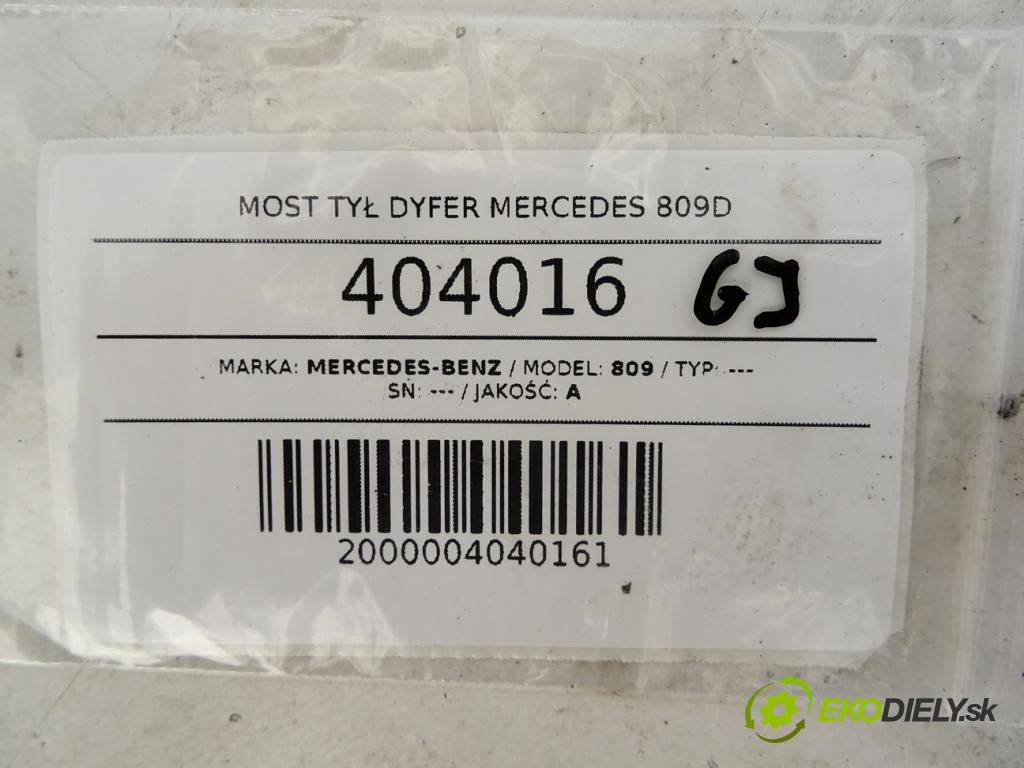 MOST TYŁ DYFER MERCEDES 809D
404016 GJ
MARKA: MERCEDES-BENZ / MODEL: 809 / TYP: ---
SN: --- / JAKOŚĆ: A
2000004040161
EKODIELY.sk